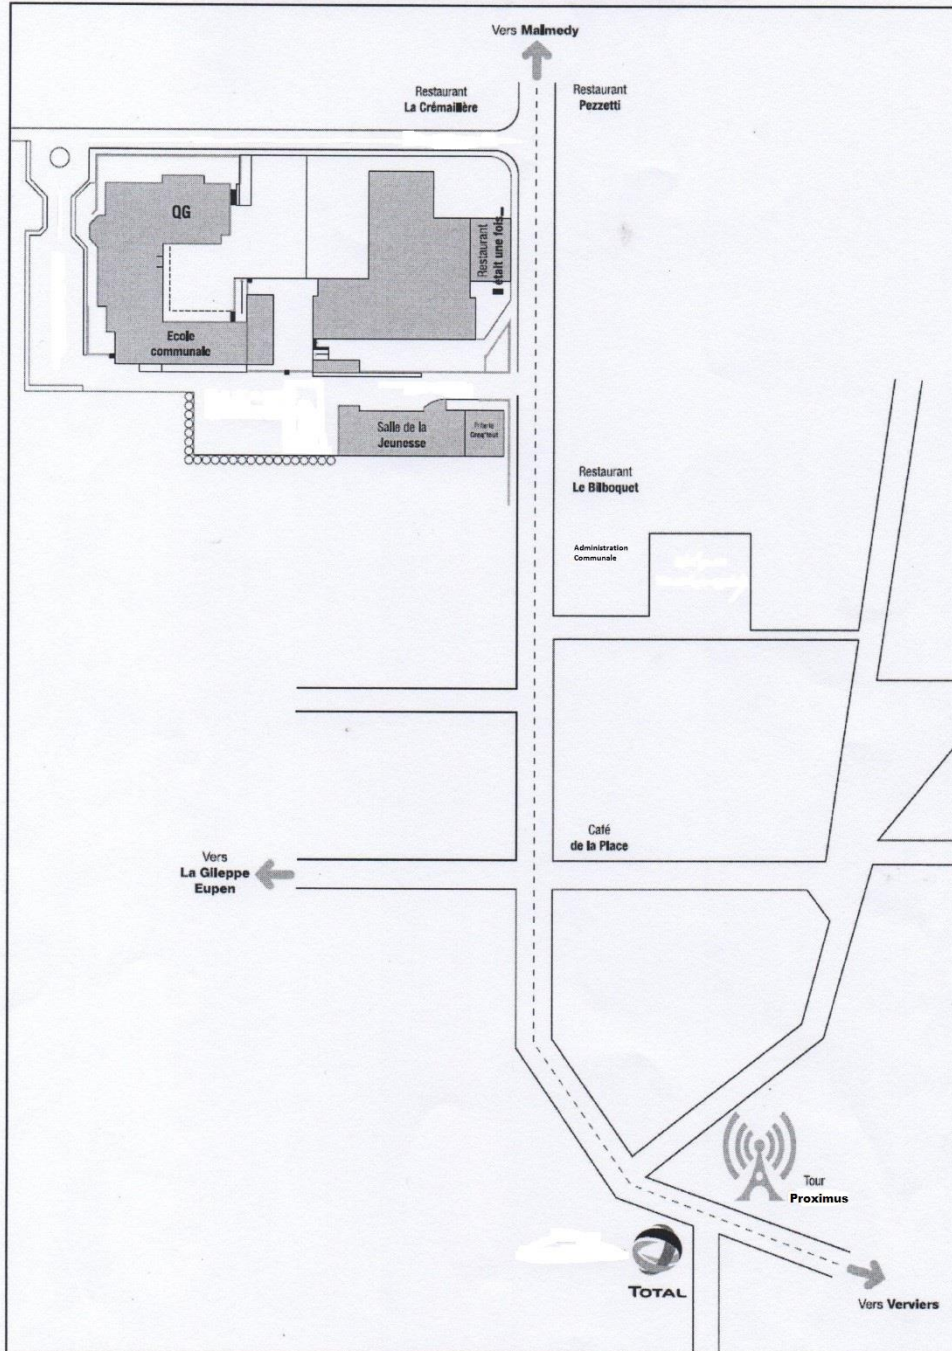 Vers Malmedy
Restaurant
La Crémaillère
Restaurant
Pezzetti
QG
Restaurant
Il était une fois...
Ecole
communale
Salle de la
Jeunesse
Restaurant
Le Bilboquet
Administration
Communale
Café
de la Place
Vers
La Gileppe
Eupen
Tour
Proximus
TOTAL
Vers Verviers